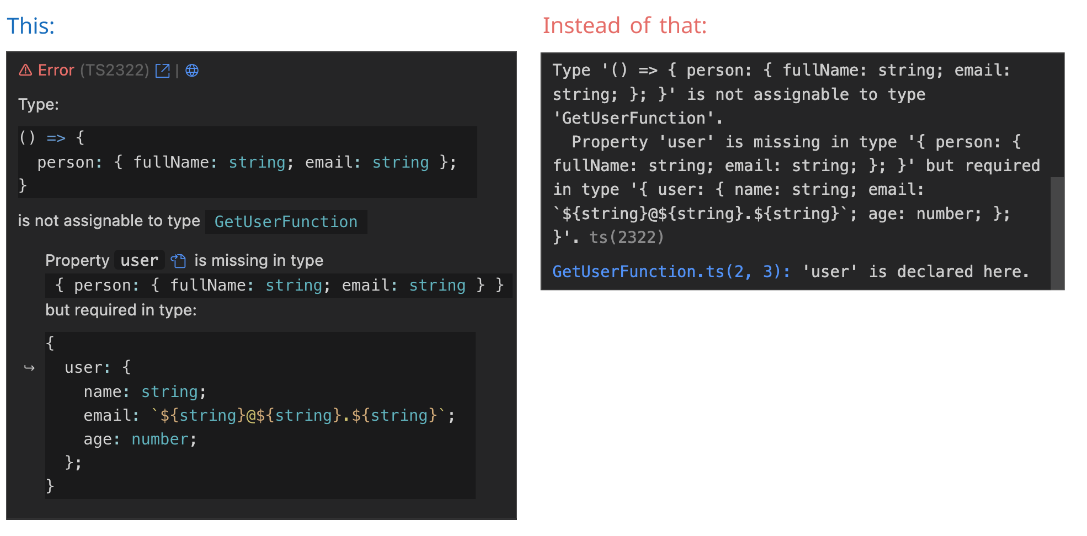 This:
Error (TS2322) |
Type:
() => {
  person: { fullName: string; email: string };
}
is not assignable to type GetUserFunction
Property user is missing in type
{ person: { fullName: string; email: string } }
but required in type:
{
  user: {
    name: string;
    email: `${string}@${string}.${string}`;
    age: number;
  };
}
Instead of that:
Type '() => { person: { fullName: string; email:
string; }; }' is not assignable to type
'GetUserFunction'.
  Property 'user' is missing in type '{ person: {
fullName: string; email: string; }; }' but required
in type '{ user: { name: string; email:
`${string}@${string}.${string}`; age: number; };
}'. ts(2322)
GetUserFunction.ts(2, 3): 'user' is declared here.